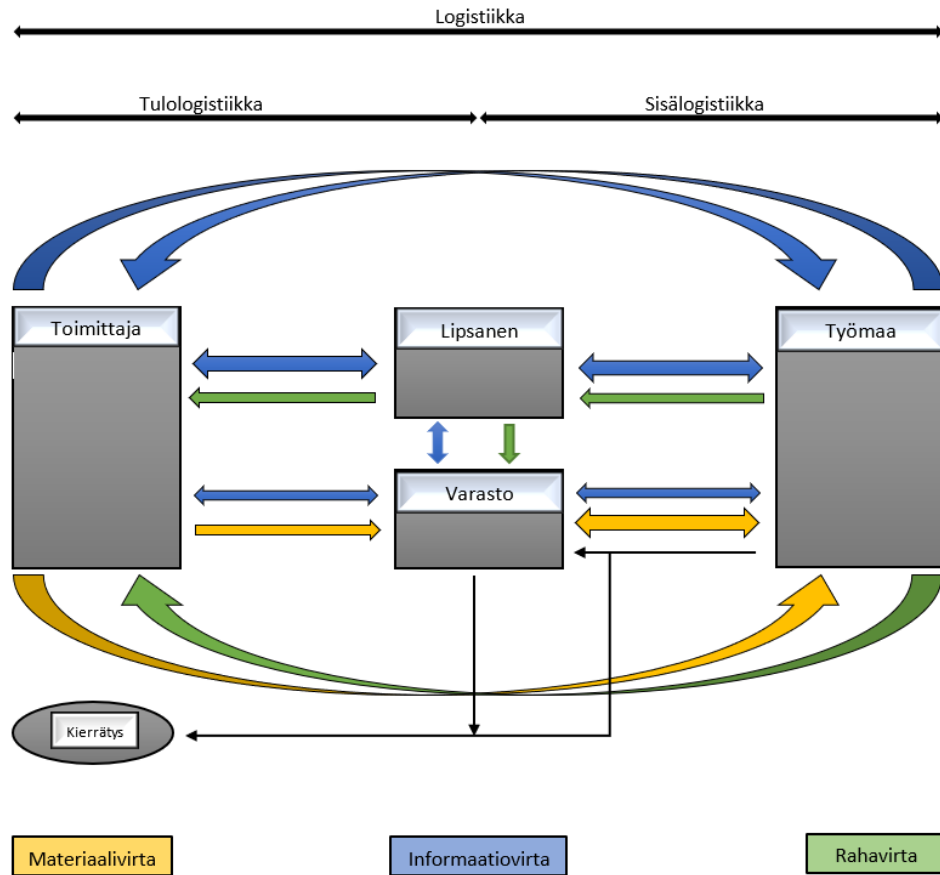 Logistiikka
Tulologistiikka
Sisälogistiikka
Toimittaja
Lipsanen
Työmaa
Varasto
Kierrätys
Materiaalivirta
Informaatiovirta
Rahavirta